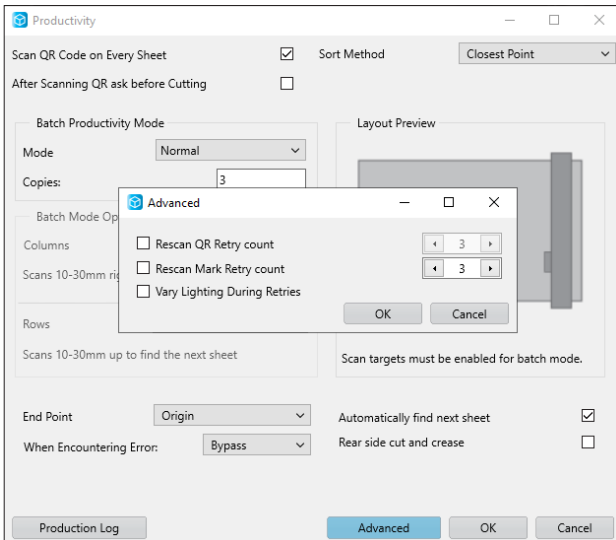 Productivity
Scan QR Code on Every Sheet
Sort Method Closest Point
After Scanning QR ask before Cutting
Batch Productivity Mode
Layout Preview
Mode Normal
Copies: 3
Advanced
Batch Mode Op
Rescan QR Retry count 3
Columns
Rescan Mark Retry count 3
Scans 10-30mm rig
Vary Lighting During Retries
OK Cancel
Rows
Scans 10-30mm up to find the next sheet
Scan targets must be enabled for batch mode.
End Point Origin
Automatically find next sheet
When Encountering Error: Bypass
Rear side cut and crease
Production Log Advanced OK Cancel